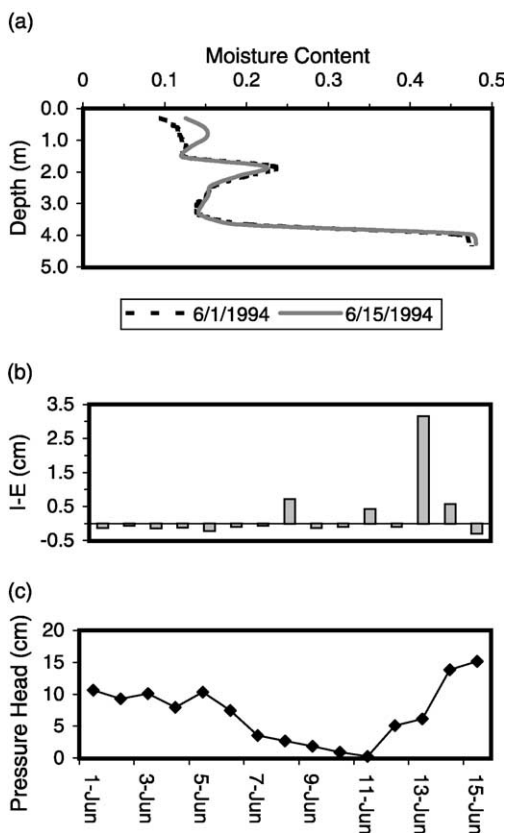 (a)
Moisture Content
0 0.1 0.2 0.3 0.4 0.5
Depth (m)
0.0
1.0
2.0
3.0
4.0
5.0
6/1/1994 6/15/1994
(b)
I-E (cm)
3.5
2.5
1.5
0.5
-0.5
(c)
Pressure Head (cm)
20
15
10
5
0
1-Jun 3-Jun 5-Jun 7-Jun 9-Jun 11-Jun 13-Jun 15-Jun